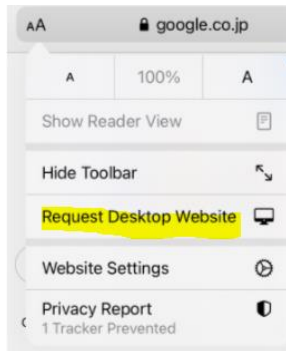 AA google.co.jp
A 100% A
Show Reader View
Hide Toolbar
Request Desktop Website
Website Settings
Privacy Report
1 Tracker Prevented